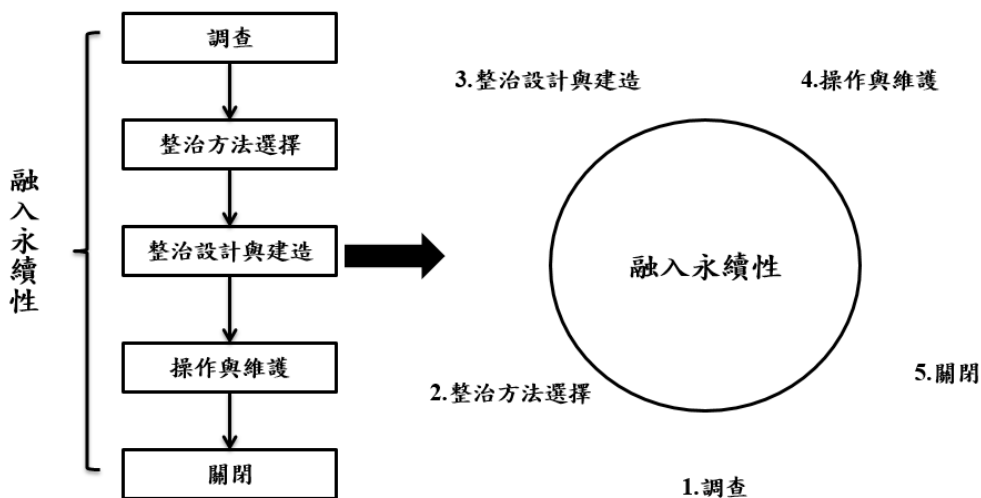 融入永續性
調查
整治方法選擇
整治設計與建造
操作與維護
關閉
3.整治設計與建造
4.操作與維護
融入永續性
2.整治方法選擇
5.關閉
1.調查